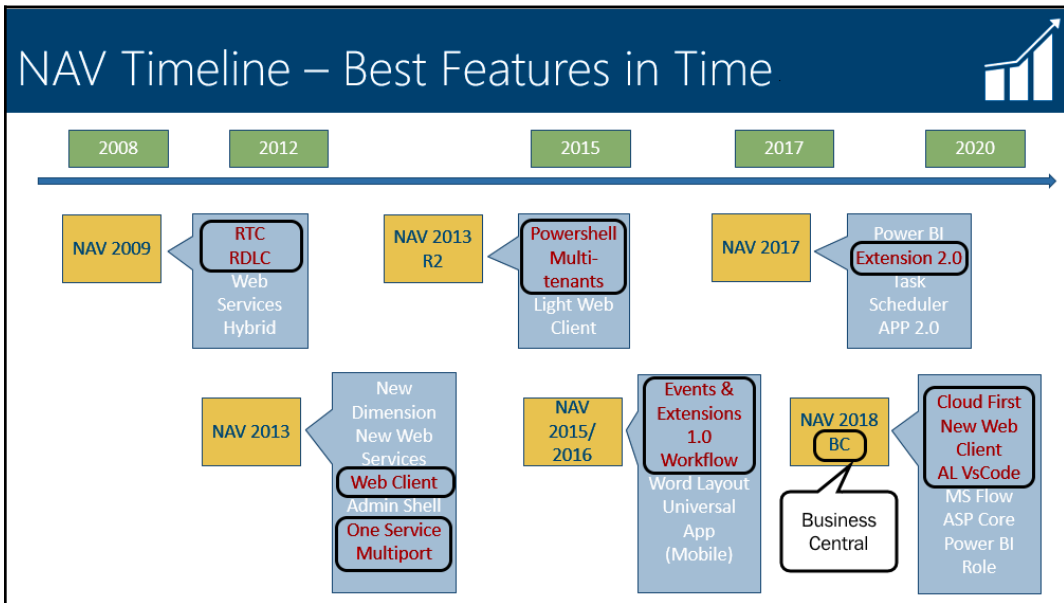 NAV Timeline – Best Features in Time
2008
2012
2015
2017
2020
NAV 2009
RTC
RDLC
Web
Services
Hybrid
NAV 2013
R2
Powershell
Multi-
tenants
Light Web
Client
NAV 2017
Power BI
Extension 2.0
Task
Scheduler
APP 2.0
NAV 2013
New
Dimension
New Web
Services
Web Client
Admin Shell
One Service
Multiport
NAV
2015/
2016
Events &
Extensions
1.0
Workflow
Word Layout
Universal
App
(Mobile)
NAV 2018
BC
Business
Central
Cloud First
New Web
Client
AL VsCode
MS Flow
ASP Core
Power BI
Role